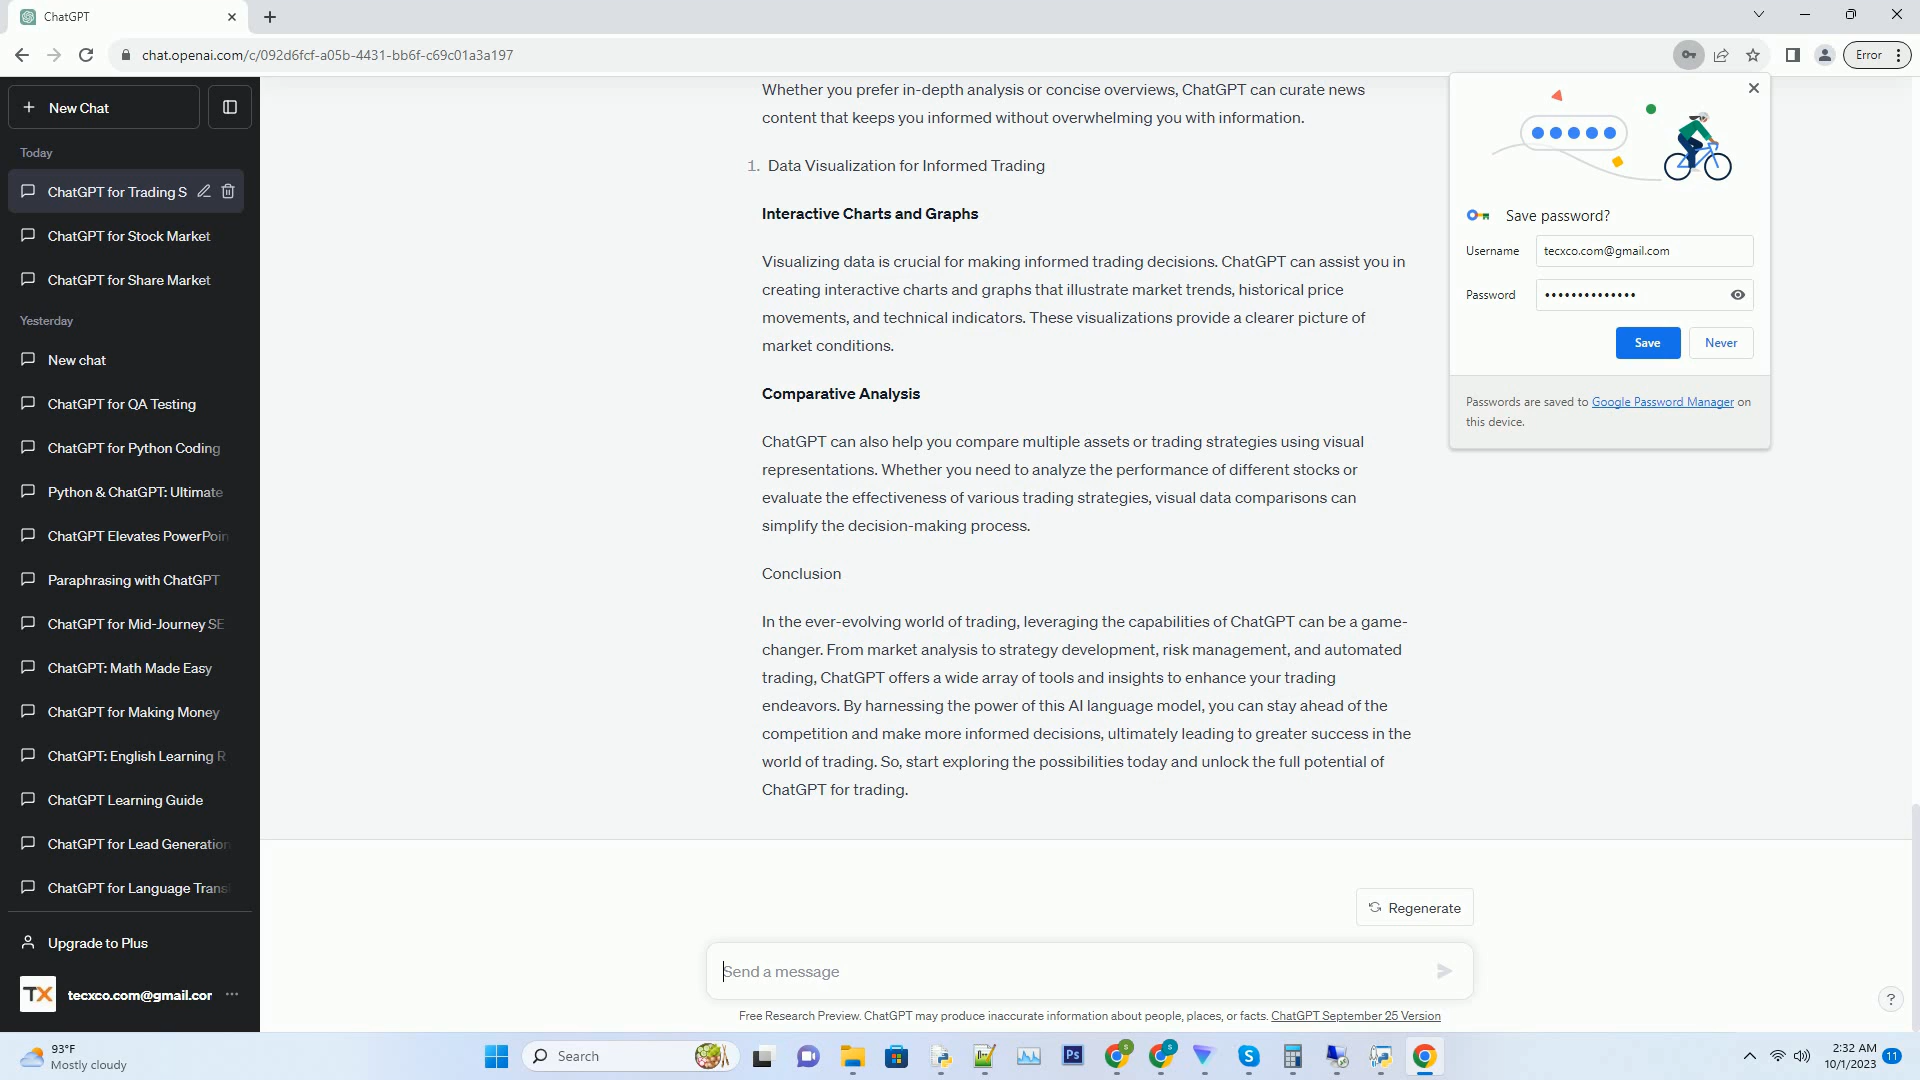 ChatGPT
chat.openai.com/c/092d6fcf-a05b-4431-bb6f-c69c01a3a197
Error
New Chat
Today
ChatGPT for Trading S
ChatGPT for Stock Market
ChatGPT for Share Market
Yesterday
New chat
ChatGPT for QA Testing
ChatGPT for Python Coding
Python & ChatGPT: Ultimate
ChatGPT Elevates PowerPoin
Paraphrasing with ChatGPT
ChatGPT for Mid-Journey SE
ChatGPT: Math Made Easy
ChatGPT for Making Money
ChatGPT: English Learning R
ChatGPT Learning Guide
ChatGPT for Lead Generation
ChatGPT for Language Trans
Upgrade to Plus
TX
tecxco.com@gmail.cor
Whether you prefer in-depth analysis or concise overviews, ChatGPT can curate news
content that keeps you informed without overwhelming you with information.
1. Data Visualization for Informed Trading
Interactive Charts and Graphs
Visualizing data is crucial for making informed trading decisions. ChatGPT can assist you in
creating interactive charts and graphs that illustrate market trends, historical price
movements, and technical indicators. These visualizations provide a clearer picture of
market conditions.
Comparative Analysis
ChatGPT can also help you compare multiple assets or trading strategies using visual
representations. Whether you need to analyze the performance of different stocks or
evaluate the effectiveness of various trading strategies, visual data comparisons can
simplify the decision-making process.
Conclusion
In the ever-evolving world of trading, leveraging the capabilities of ChatGPT can be a game-
changer. From market analysis to strategy development, risk management, and automated
trading, ChatGPT offers a wide array of tools and insights to enhance your trading
endeavors. By harnessing the power of this AI language model, you can stay ahead of the
competition and make more informed decisions, ultimately leading to greater success in the
world of trading. So, start exploring the possibilities today and unlock the full potential of
ChatGPT for trading.
Regenerate
Send a message
Free Research Preview. ChatGPT may produce inaccurate information about people, places, or facts. ChatGPT September 25 Version
?
Save password?
Username tecxco.com@gmail.com
Password ••••••••••••••
Save Never
Passwords are saved to Google Password Manager on
this device.
93°F
Mostly cloudy
Search
Ps
S
S
S
2:32 AM
10/1/2023
11